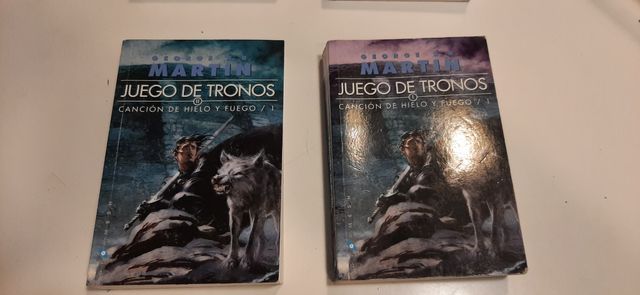 MARTIN
JUEGO DE TRONOS
II
CANCIÓN DE HIELO Y FUEGO / 1
GEORGE R.R.
MARTIN
JUEGO DE TRONOS
I
CANCIÓN DE HIELO Y FUEGO / 1